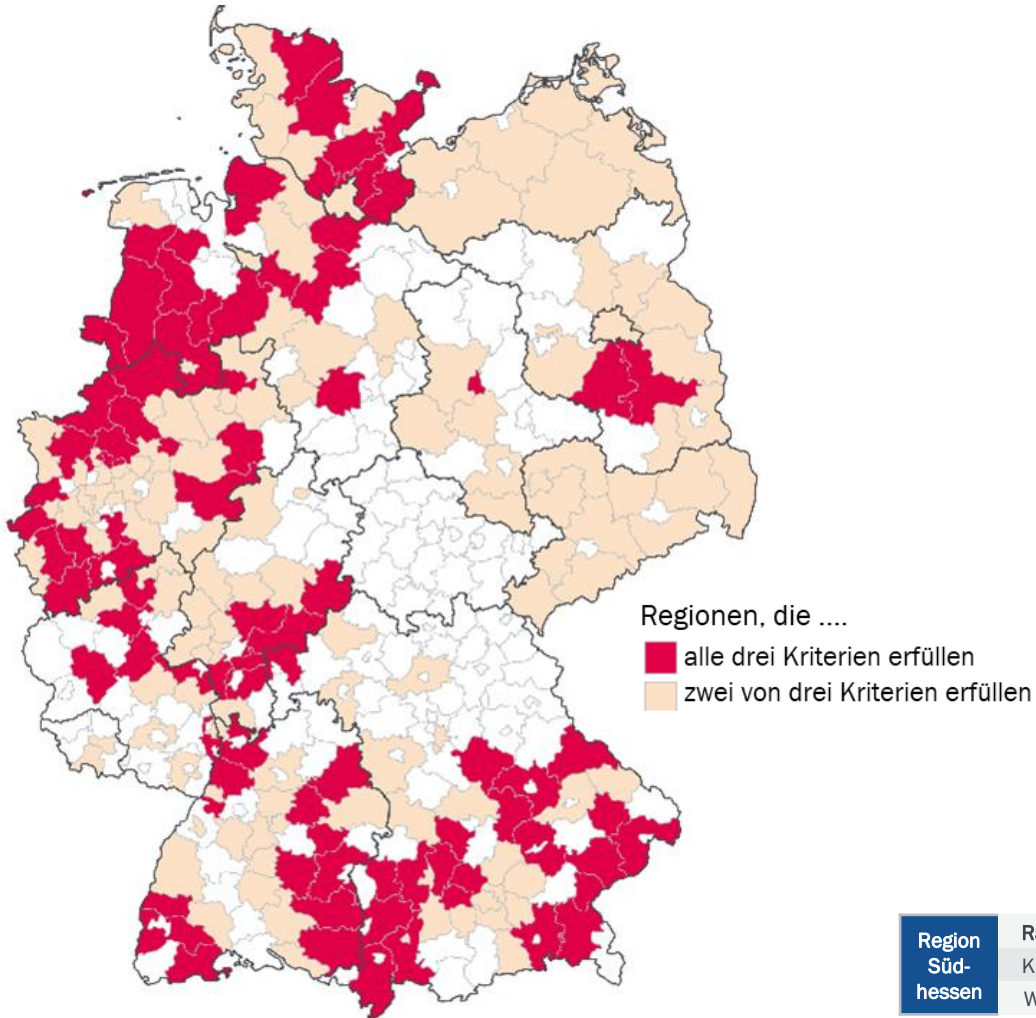 Regionen, die ....
alle drei Kriterien erfüllen
zwei von drei Kriterien erfüllen
Region
Süd-
hessen
K
W